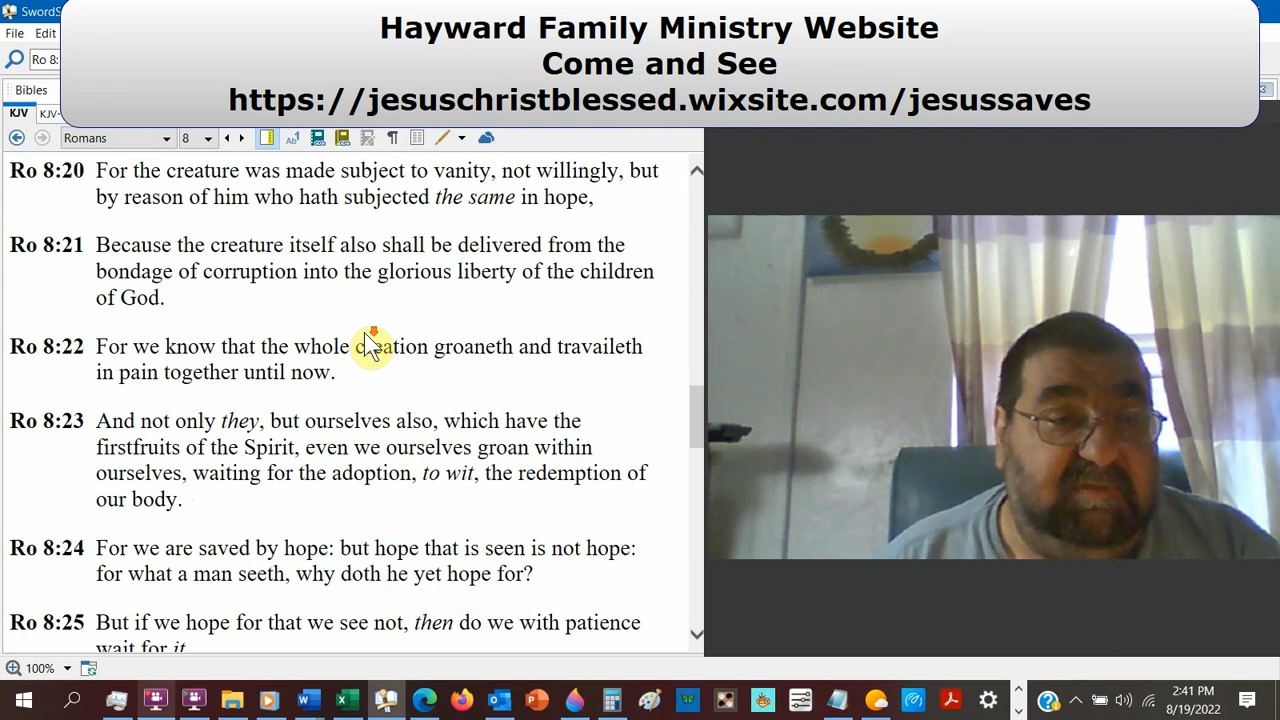 SwordS
Hayward Family Ministry Website
Come and See
https://jesuschristblessed.wixsite.com/jesussaves
File Edit
Ro 8:
Bibles
KJV KJV-
Romans 8
Ro 8:20 For the creature was made subject to vanity, not willingly, but
by reason of him who hath subjected the same in hope,
Ro 8:21 Because the creature itself also shall be delivered from the
bondage of corruption into the glorious liberty of the children
of God.
Ro 8:22 For we know that the whole creation groaneth and travaileth
in pain together until now.
Ro 8:23 And not only they, but ourselves also, which have the
firstfruits of the Spirit, even we ourselves groan within
ourselves, waiting for the adoption, to wit, the redemption of
our body.
Ro 8:24 For we are saved by hope: but hope that is seen is not hope:
for what a man seeth, why doth he yet hope for?
Ro 8:25 But if we hope for that we see not, then do we with patience
wait for it.
100%
2:41 PM
8/19/2022